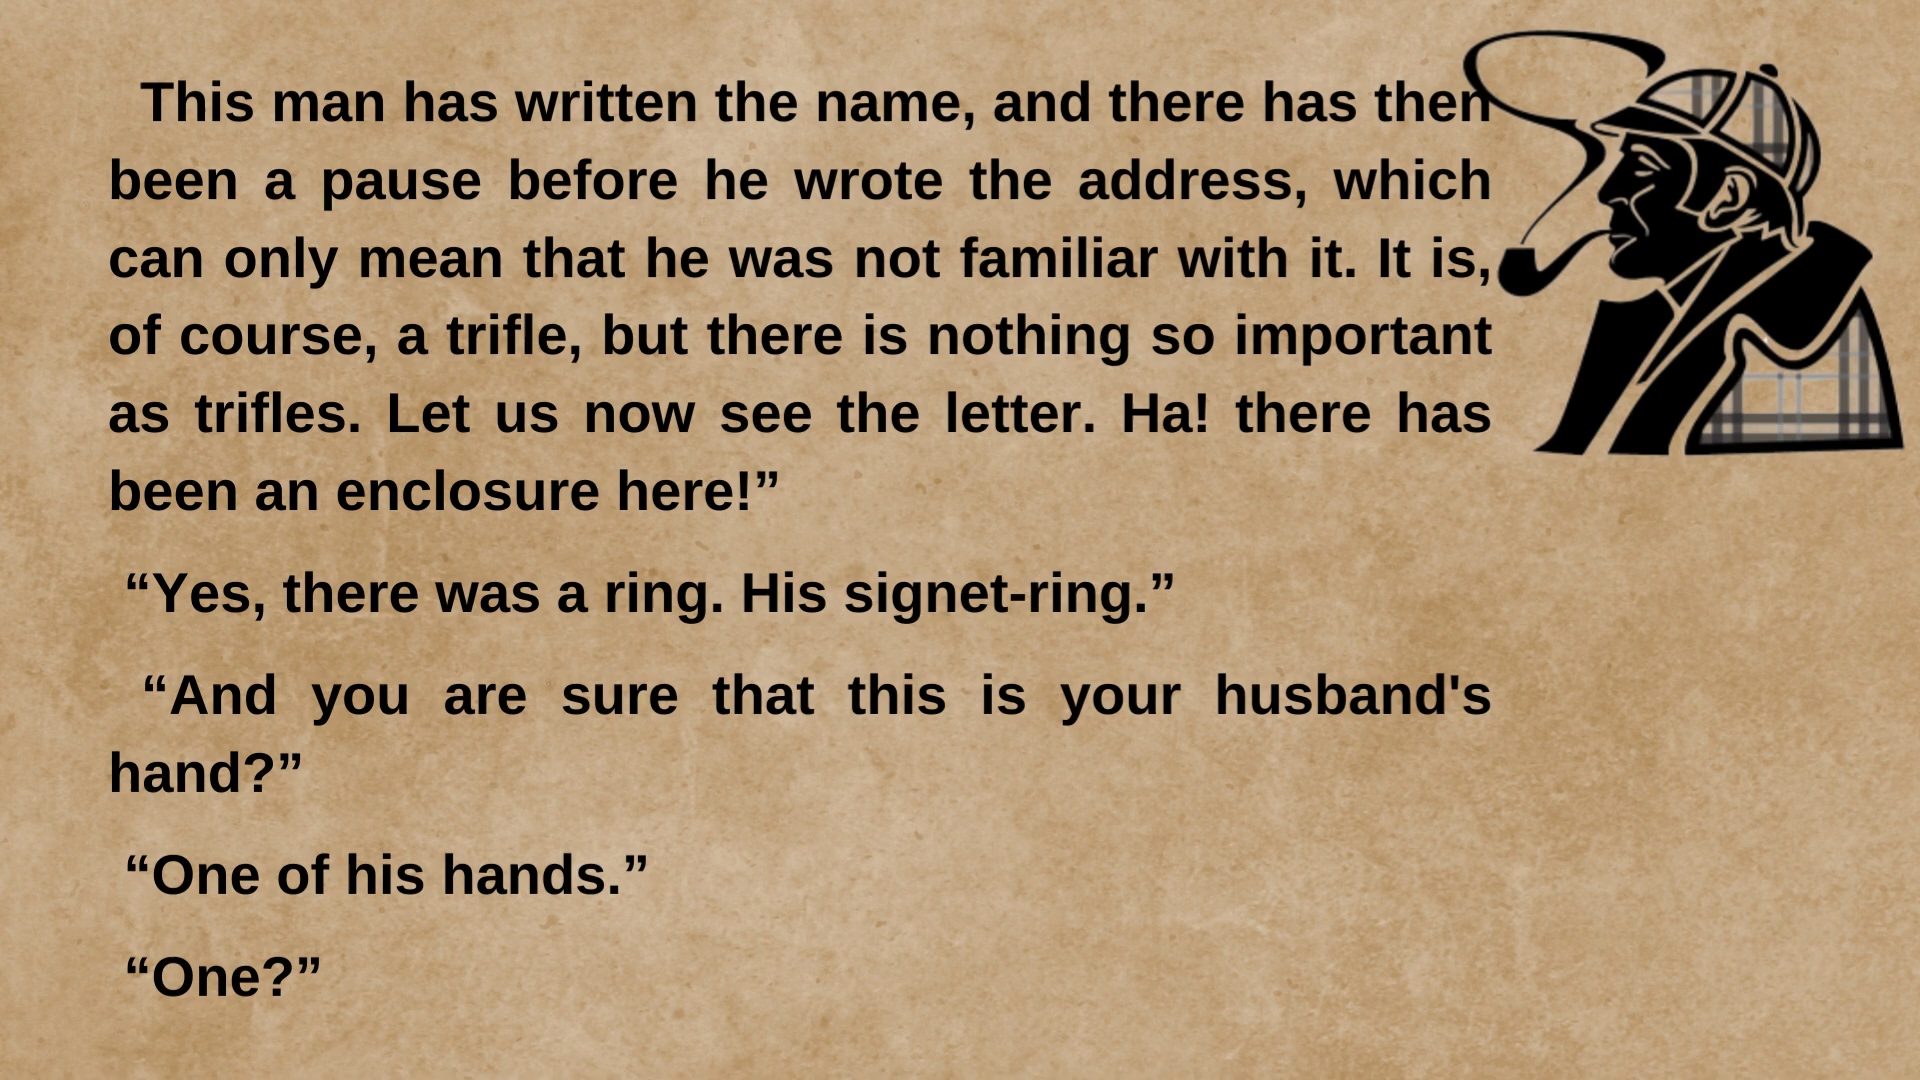 This man has written the name, and there has then
been a pause before he wrote the address, which
can only mean that he was not familiar with it. It is,
of course, a trifle, but there is nothing so important
as trifles. Let us now see the letter. Ha! there has
been an enclosure here!”
“Yes, there was a ring. His signet-ring.”
“And you are sure that this is your husband's
hand?”
“One of his hands.”
“One?”